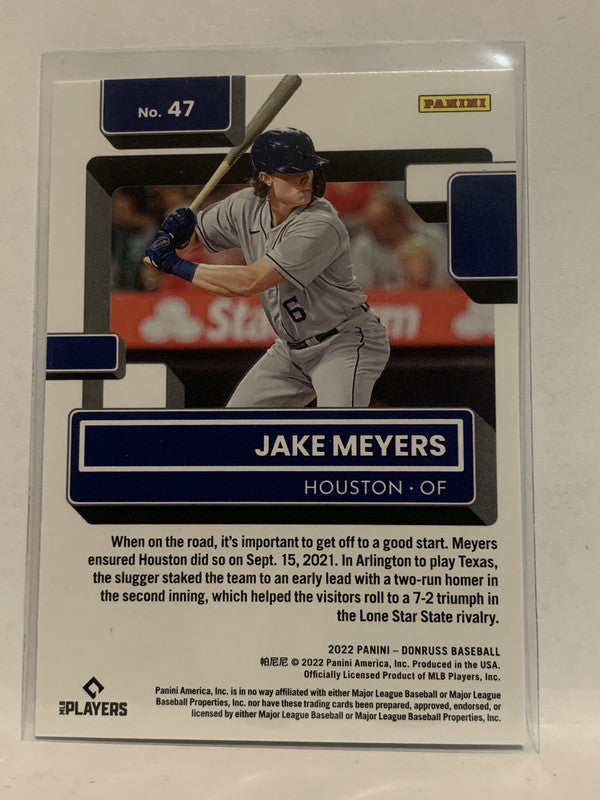 No. 47
PANINI
6
Sta
m
JAKE MEYERS
HOUSTON · OF
When on the road, it's important to get off to a good start. Meyers
ensured Houston did so on Sept. 15, 2021. In Arlington to play Texas,
the slugger staked the team to an early lead with a two-run homer in
the second inning, which helped the visitors roll to a 7-2 triumph in
the Lone Star State rivalry.
2022 PANINI – DONRUSS BASEBALL
帕尼尼 © 2022 Panini America, Inc. Produced in the USA.
Officially Licensed Product of MLB Players, Inc.
MLB PLAYERS
Panini America, Inc. is in no way affiliated with either Major League Baseball or Major League
Baseball Properties, Inc. nor have these trading cards been prepared, approved, endorsed, or
licensed by either Major League Baseball or Major League Baseball Properties, Inc.